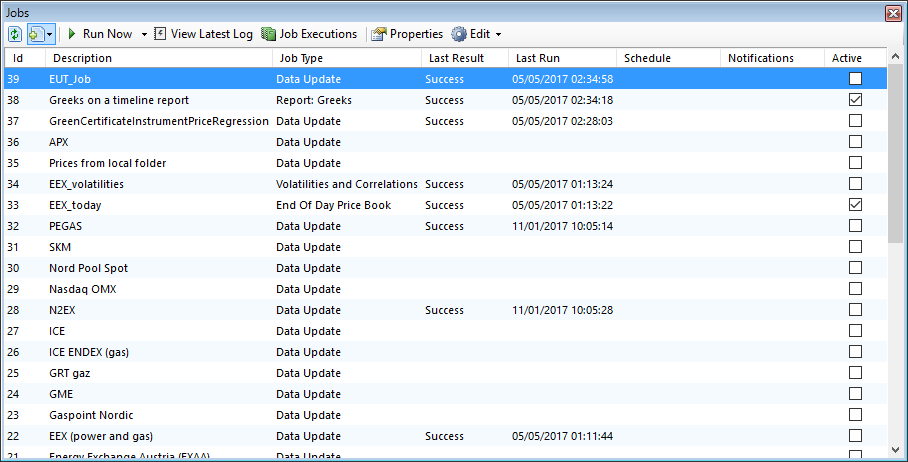 Jobs
Run Now View Latest Log Job Executions Properties Edit
Id Description Job Type Last Result Last Run Schedule Notifications Active
39 EUT_Job Data Update Success 05/05/2017 02:34:58
38 Greeks on a timeline report Report: Greeks Success 05/05/2017 02:34:18
37 GreenCertificateInstrumentPriceRegression Data Update Success 05/05/2017 02:28:03
36 APX Data Update
35 Prices from local folder Data Update
34 EEX_volatilities Volatilities and Correlations Success 05/05/2017 01:13:24
33 EEX_today End Of Day Price Book Success 05/05/2017 01:13:22
32 PEGAS Data Update Success 11/01/2017 10:05:14
31 SKM Data Update
30 Nord Pool Spot Data Update
29 Nasdaq OMX Data Update
28 N2EX Data Update Success 11/01/2017 10:05:28
27 ICE Data Update
26 ICE ENDEX (gas) Data Update
25 GRT gaz Data Update
24 GME Data Update
23 Gaspoint Nordic Data Update
22 EEX (power and gas) Data Update Success 05/05/2017 01:11:44
21 Energy Exchange Austria (EXAA) Data Update